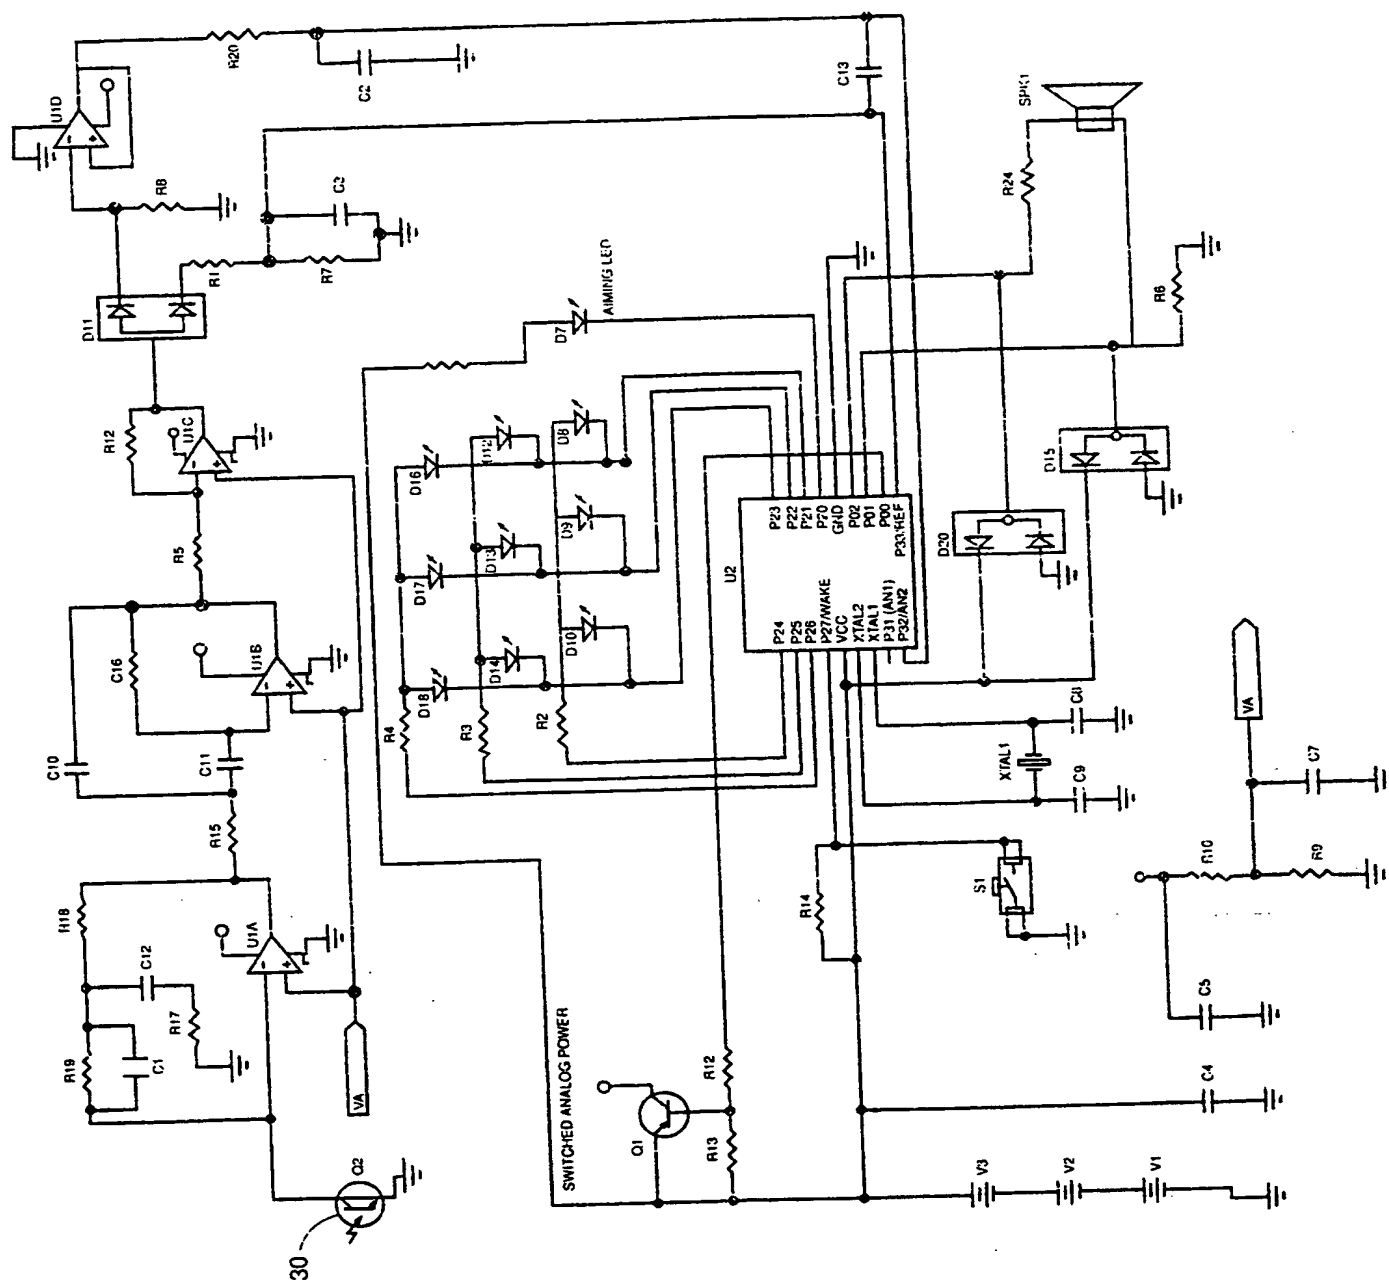 R20
C2
C13
U1D
R8
C3
R1
R7
D11
SPK1
R24
R6
AIMING LED
D7
R12
U1C
R5
D16
D12
D8
D17
D13
D9
D18
D14
D10
R4
R3
R2
C10
C16
U1B
C11
R15
U2
P23
P22
P21
P70
GND
P02
P01
P00
P33/REF
P24
P25
P26
P27/WAKE
VCC
XTAL2
XTAL1
P31 (AN1)
P32/AN2
D20
D15
C8
XTAL1
C9
VA
C7
R10
R9
R14
S1
C5
C4
R18
U1A
C12
R17
R19
C1
VA
SWITCHED ANALOG POWER
R12
Q1
R13
Q2
30
V3
V2
V1